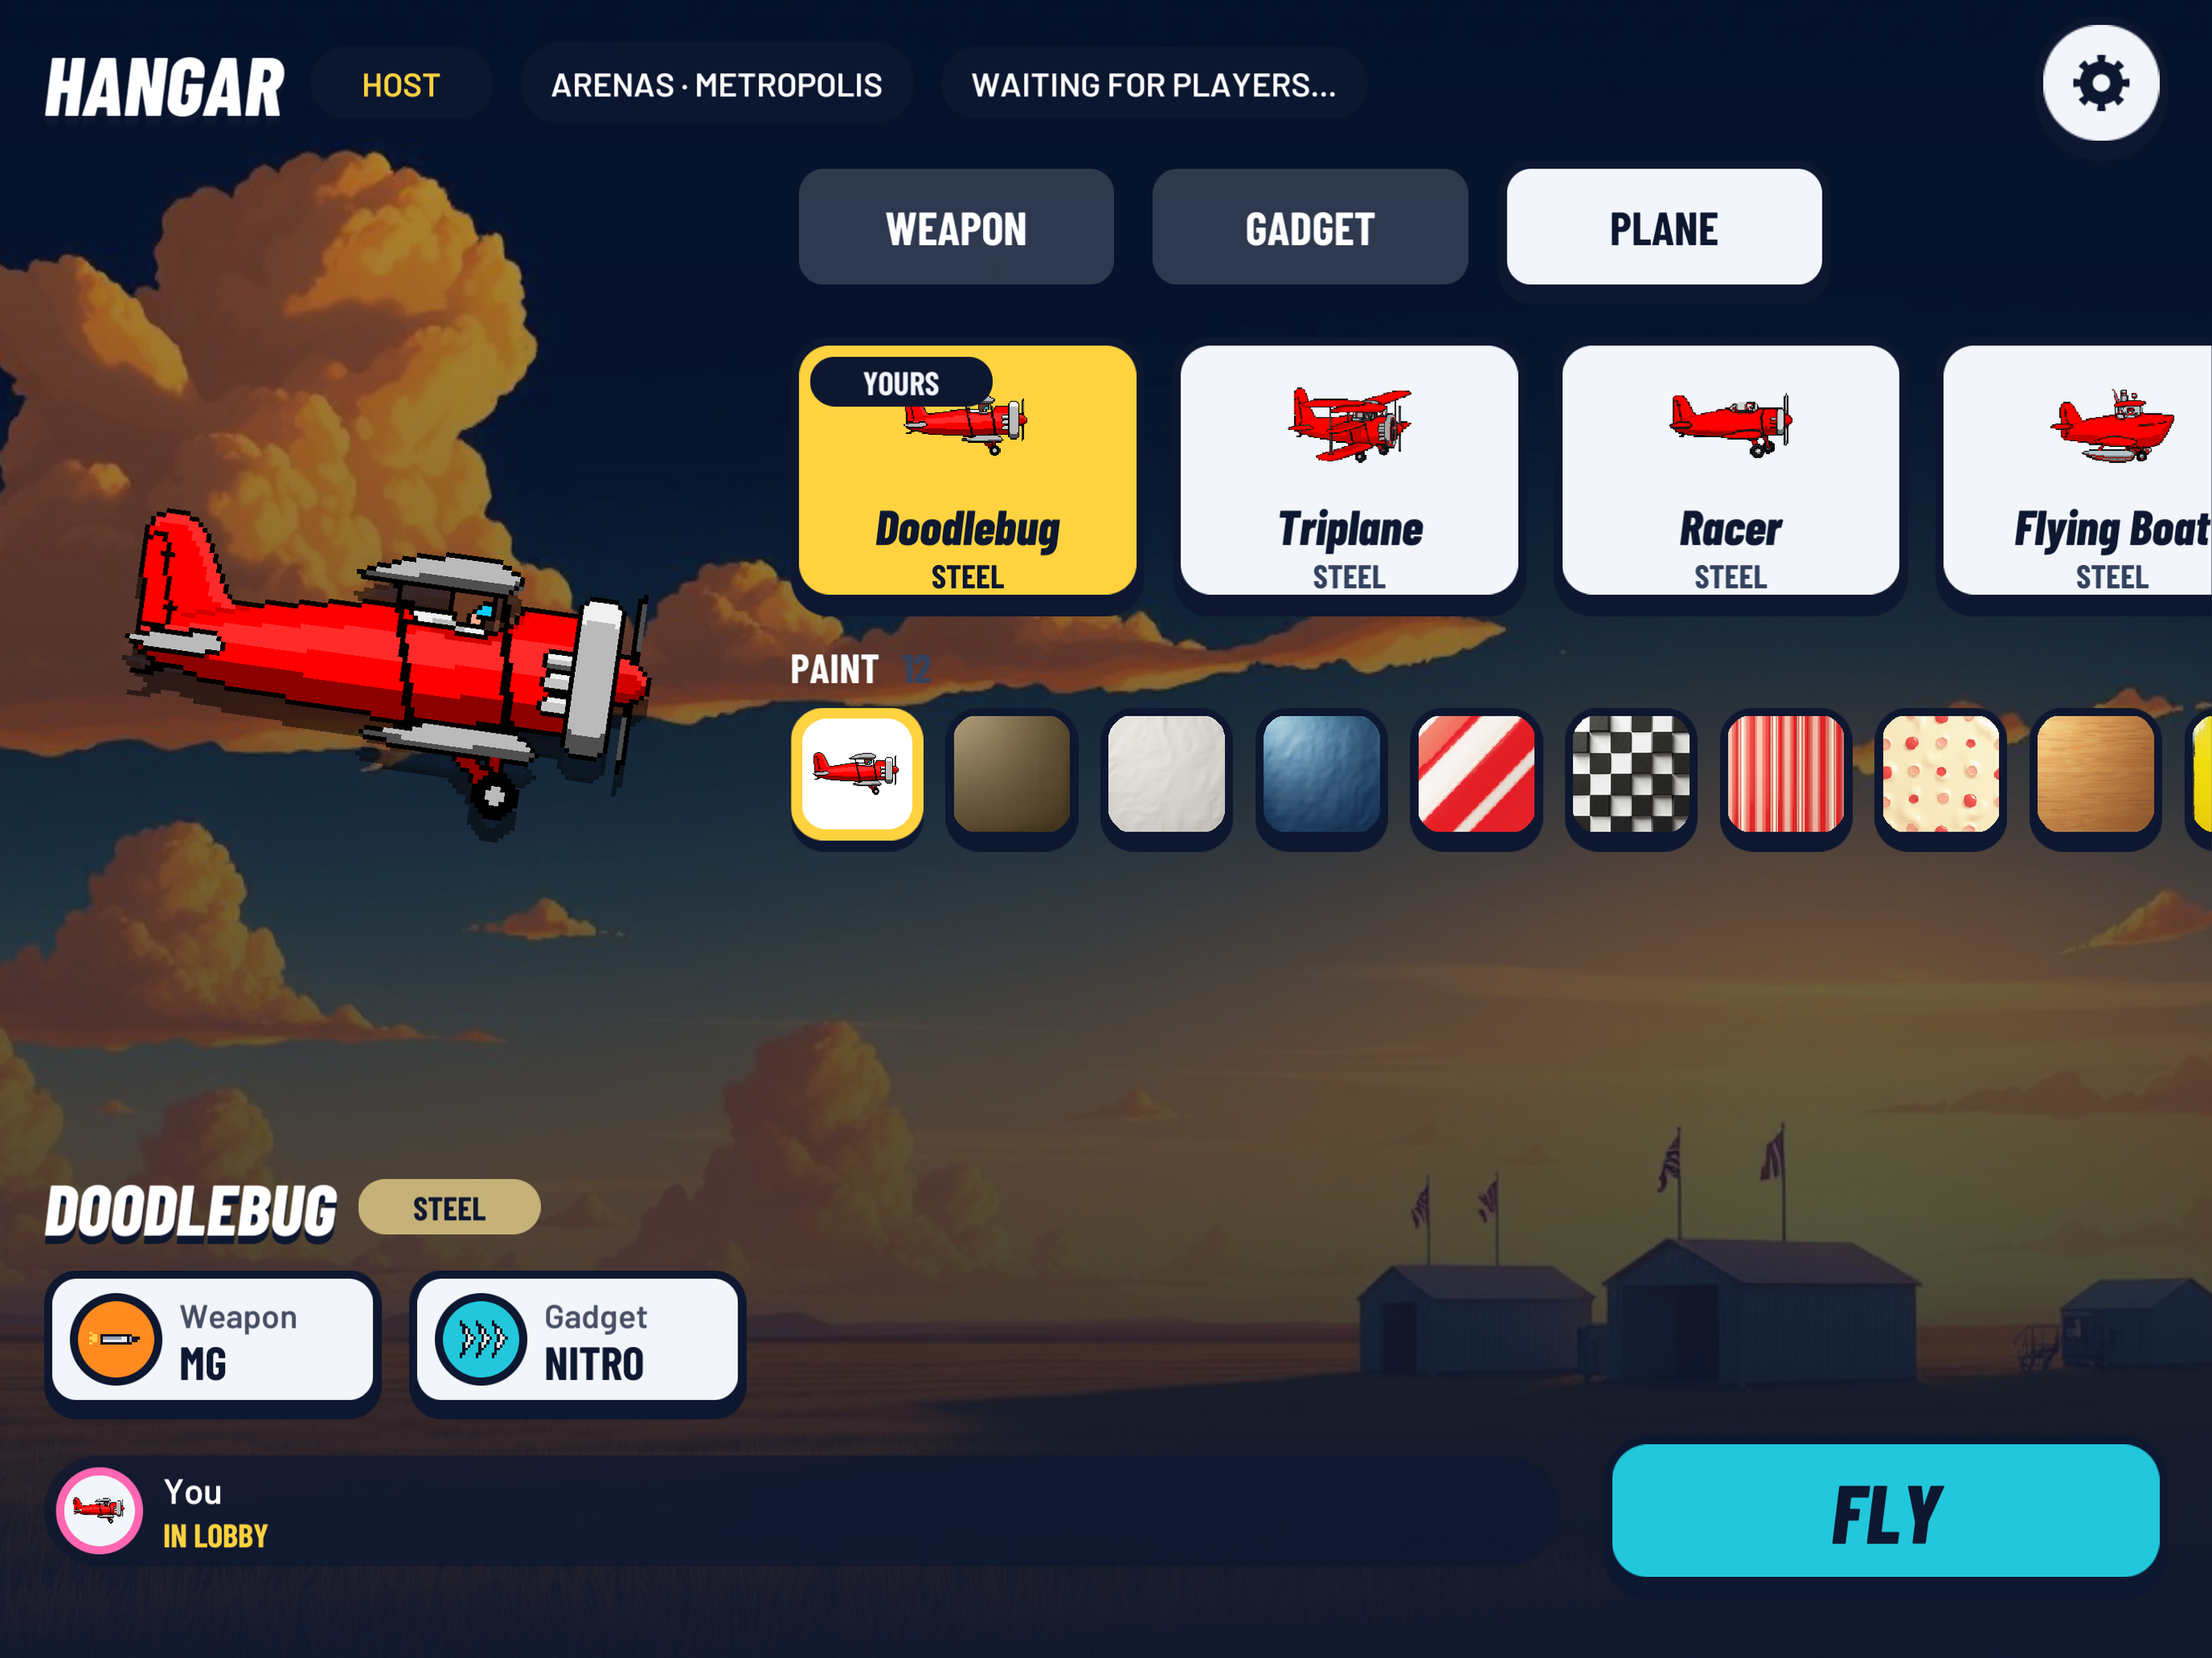 HANGAR
HOST
ARENAS · METROPOLIS
WAITING FOR PLAYERS...
WEAPON
GADGET
PLANE
YOURS
Doodlebug
STEEL
Triplane
STEEL
Racer
STEEL
Flying Boat
STEEL
PAINT 12
DOODLEBUG
STEEL
Weapon
MG
Gadget
NITRO
You
IN LOBBY
FLY